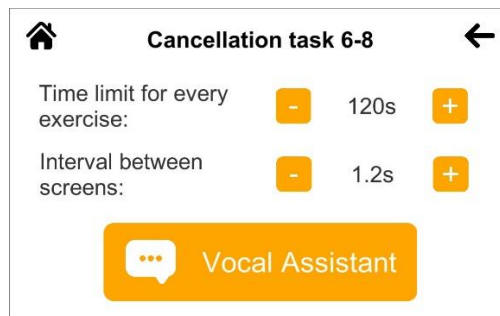 Cancellation task 6-8
Time limit for every
exercise:
- 120s +
Interval between
screens:
- 1.2s +
Vocal Assistant